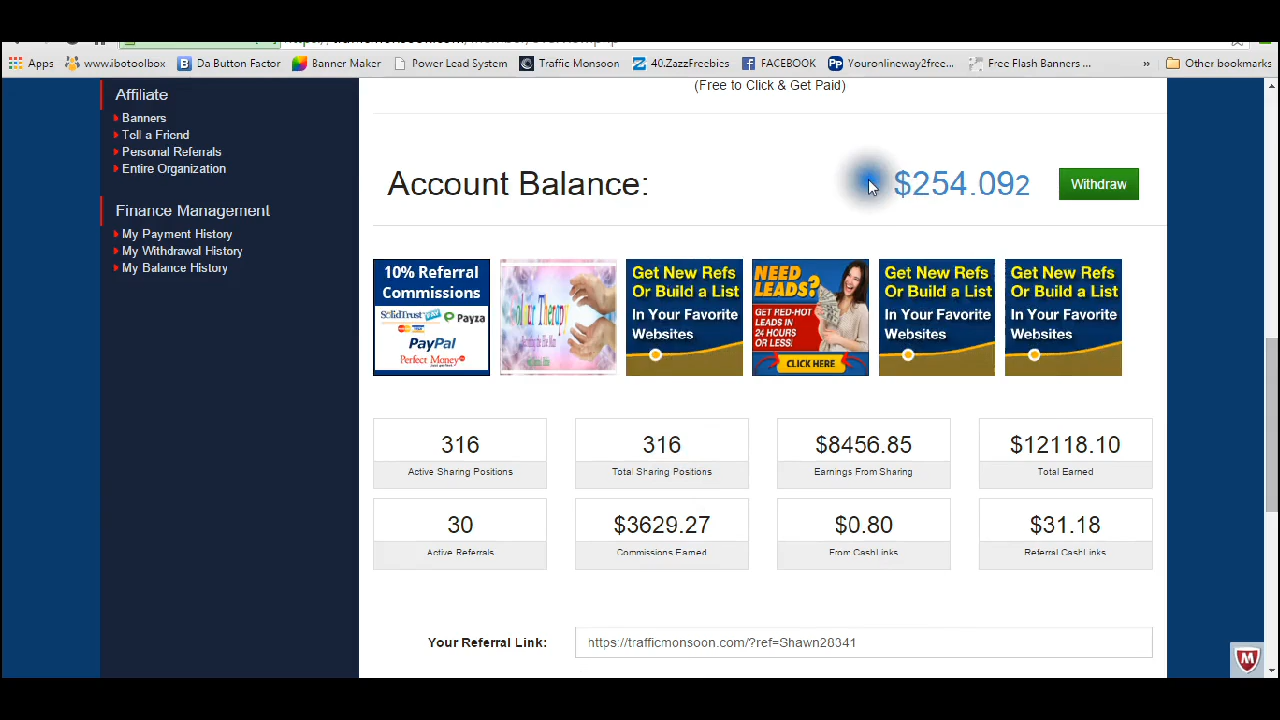 Apps
www.ibotoolbox
Da Button Factor
Banner Maker
Power Lead System
Traffic Monsoon
40.ZazzFreebies
FACEBOOK
Youronlineway2free...
Free Flash Banners ...
»
Other bookmarks
Affiliate
Banners
Tell a Friend
Personal Referrals
Entire Organization
Finance Management
My Payment History
My Withdrawal History
My Balance History
(Free to Click & Get Paid)
Account Balance:
$254.092
Withdraw
10% Referral
Commissions
SolidTrust PAY
Payza
PayPal
Perfect Money
Colour Therapy
Get New Refs
Or Build a List
In Your Favorite
Websites
NEED
LEADS?
GET RED-HOT
LEADS IN
24 HOURS
OR LESS!
CLICK HERE
Get New Refs
Or Build a List
In Your Favorite
Websites
Get New Refs
Or Build a List
In Your Favorite
Websites
316
Active Sharing Positions
316
Total Sharing Positions
$8456.85
Earnings From Sharing
$12118.10
Total Earned
30
Active Referrals
$3629.27
Commissions Earned
$0.80
From CashLinks
$31.18
Referral CashLinks
Your Referral Link:
https://trafficmonsoon.com/?ref=Shawn28341